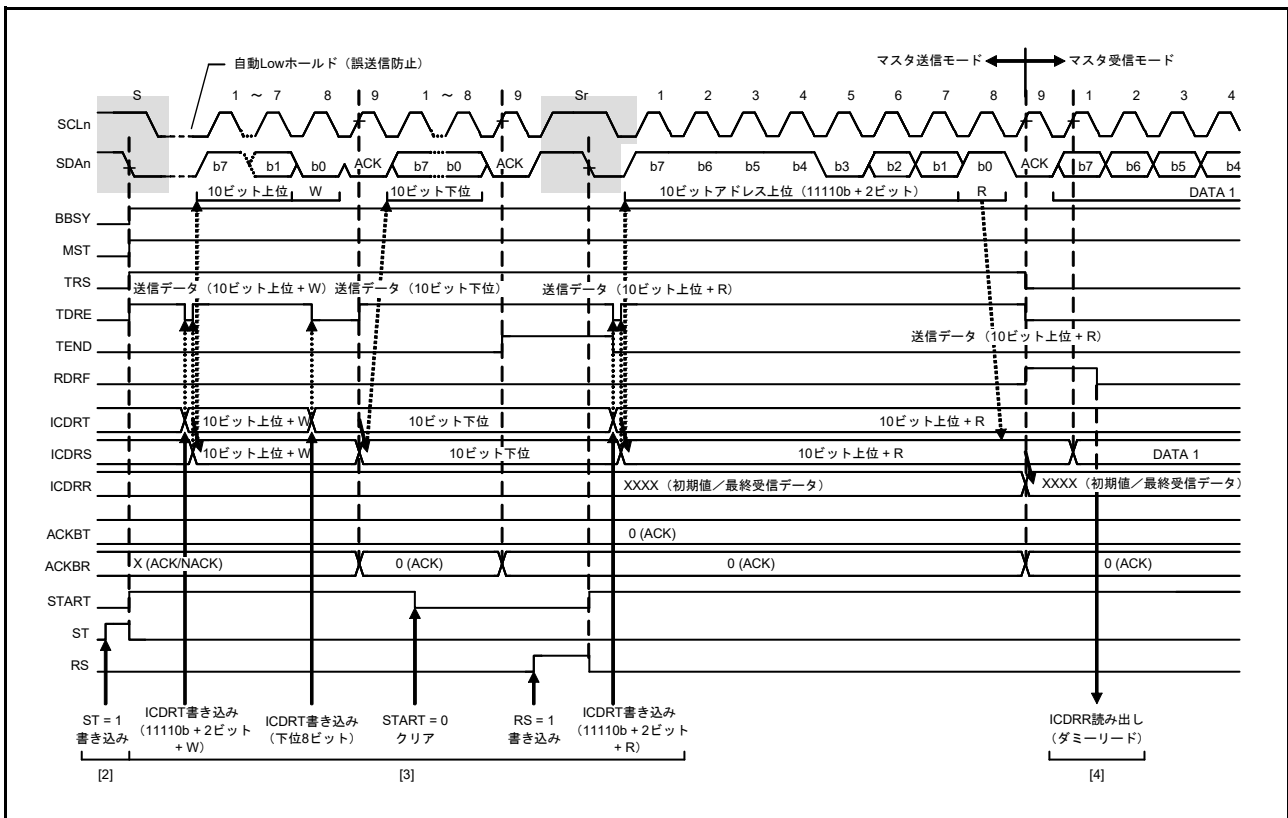 自動Lowホールド（誤送信防止）
マスタ送信モード マスタ受信モード
S 1 ～ 7 8 9 1 ～ 8 9 Sr 1 2 3 4 5 6 7 8 9 1 2 3 4
SCLn
SDAn b7 b1 b0 ACK b7 b0 ACK b7 b6 b5 b4 b3 b2 b1 b0 ACK b7 b6 b5 b4
10ビット上位 W 10ビット下位 10ビットアドレス上位（11110b + 2ビット） R DATA 1
BBSY
MST
TRS
送信データ（10ビット上位 + W） 送信データ（10ビット下位） 送信データ（10ビット上位 + R）
TDRE
送信データ（10ビット上位 + R）
TEND
RDRF
ICDRT 10ビット上位 + W 10ビット下位 10ビット上位 + R
ICDRS 10ビット上位 + W 10ビット下位 10ビット上位 + R DATA 1
ICDRR XXXX（初期値／最終受信データ） XXXX（初期値／最終受信データ）
ACKBT 0 (ACK)
ACKBR X (ACK/NACK) 0 (ACK) 0 (ACK) 0 (ACK)
START
ST
RS
ST = 1
書き込み
ICDRT書き込み
（11110b + 2ビット
+ W）
ICDRT書き込み
（下位8ビット）
START = 0
クリア
RS = 1
書き込み
ICDRT書き込み
（11110b + 2ビット
+ R）
ICDRR読み出し
（ダミーリード）
[2] [3] [4]